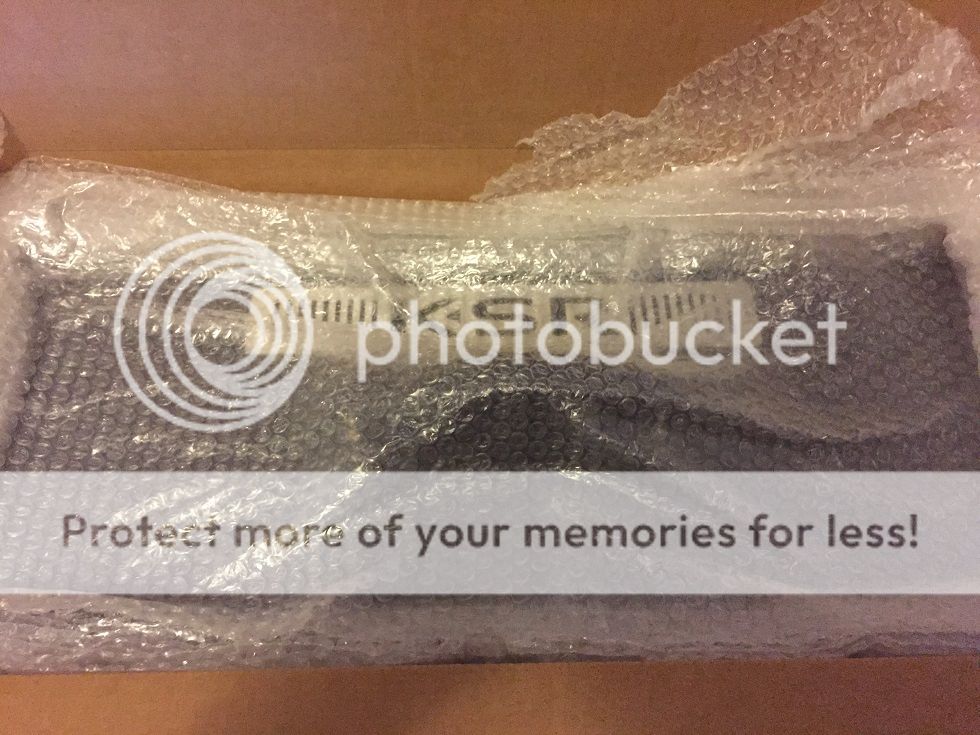 photobucket
Protect more of your memories for less!